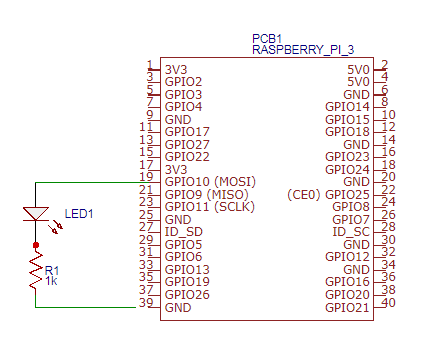 PCB1
RASPBERRY_PI_3
1 3V3 5V0 2
3 GPIO2 5V0 4
5 GPIO3 GND 6
7 GPIO4 GPIO14 8
9 GND GPIO15 10
11 GPIO17 GPIO18 12
13 GPIO27 GND 14
15 GPIO22 GPIO23 16
17 3V3 GPIO24 18
19 GPIO10 (MOSI) GND 20
21 GPIO9 (MISO) (CE0) GPIO25 22
23 GPIO11 (SCLK) GPIO8 24
25 GND GPIO7 26
27 ID_SD ID_SC 28
29 GPIO5 GND 30
31 GPIO6 GPIO12 32
33 GPIO13 GND 34
35 GPIO19 GPIO16 36
37 GPIO26 GPIO20 38
39 GND GPIO21 40
LED1
R1
1k